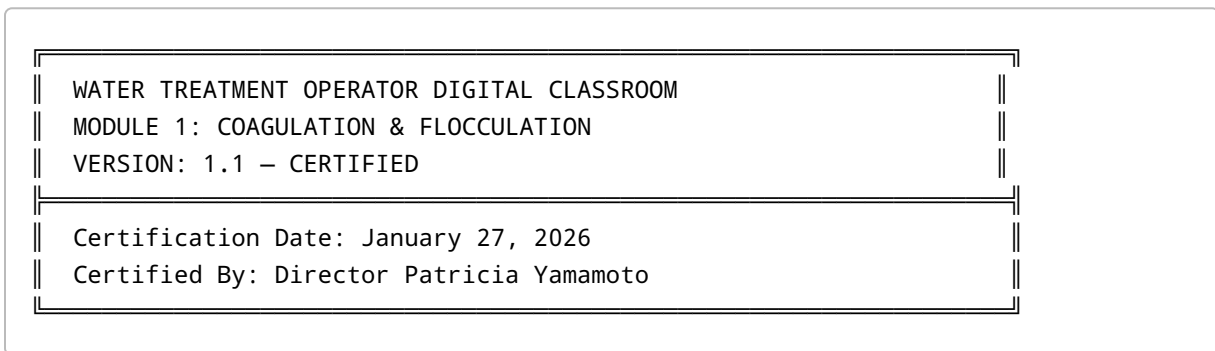 WATER TREATMENT OPERATOR DIGITAL CLASSROOM
MODULE 1: COAGULATION & FLOCCULATION
VERSION: 1.1 — CERTIFIED
Certification Date: January 27, 2026
Certified By: Director Patricia Yamamoto